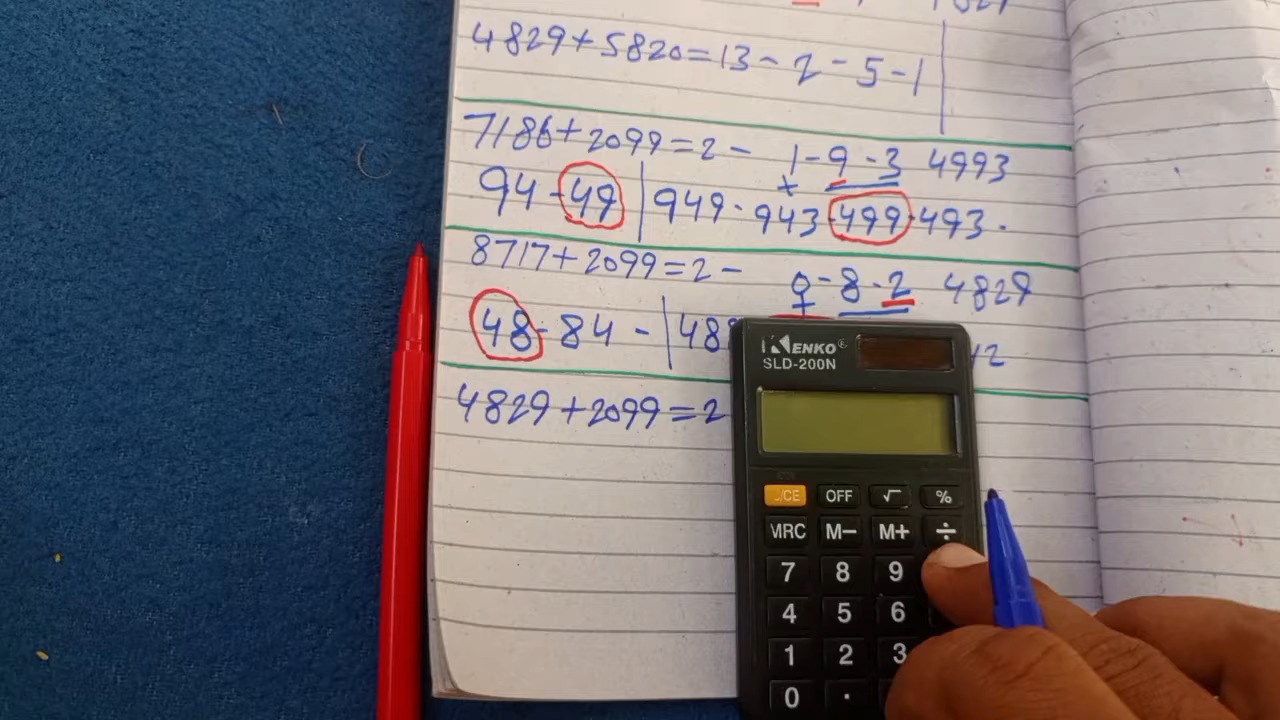 4829+5820=13-2-5-1
7186+2099=2- 1-9-3 4993
94-49 949-943-499-493.
8717+2099=2- 0-8-2 4829
48-84- 48
4829+2099=2
KENKO
SLD-200N
OFF √ %
MRC M− M+ ÷
7 8 9
4 5 6
1 2 3
0 .